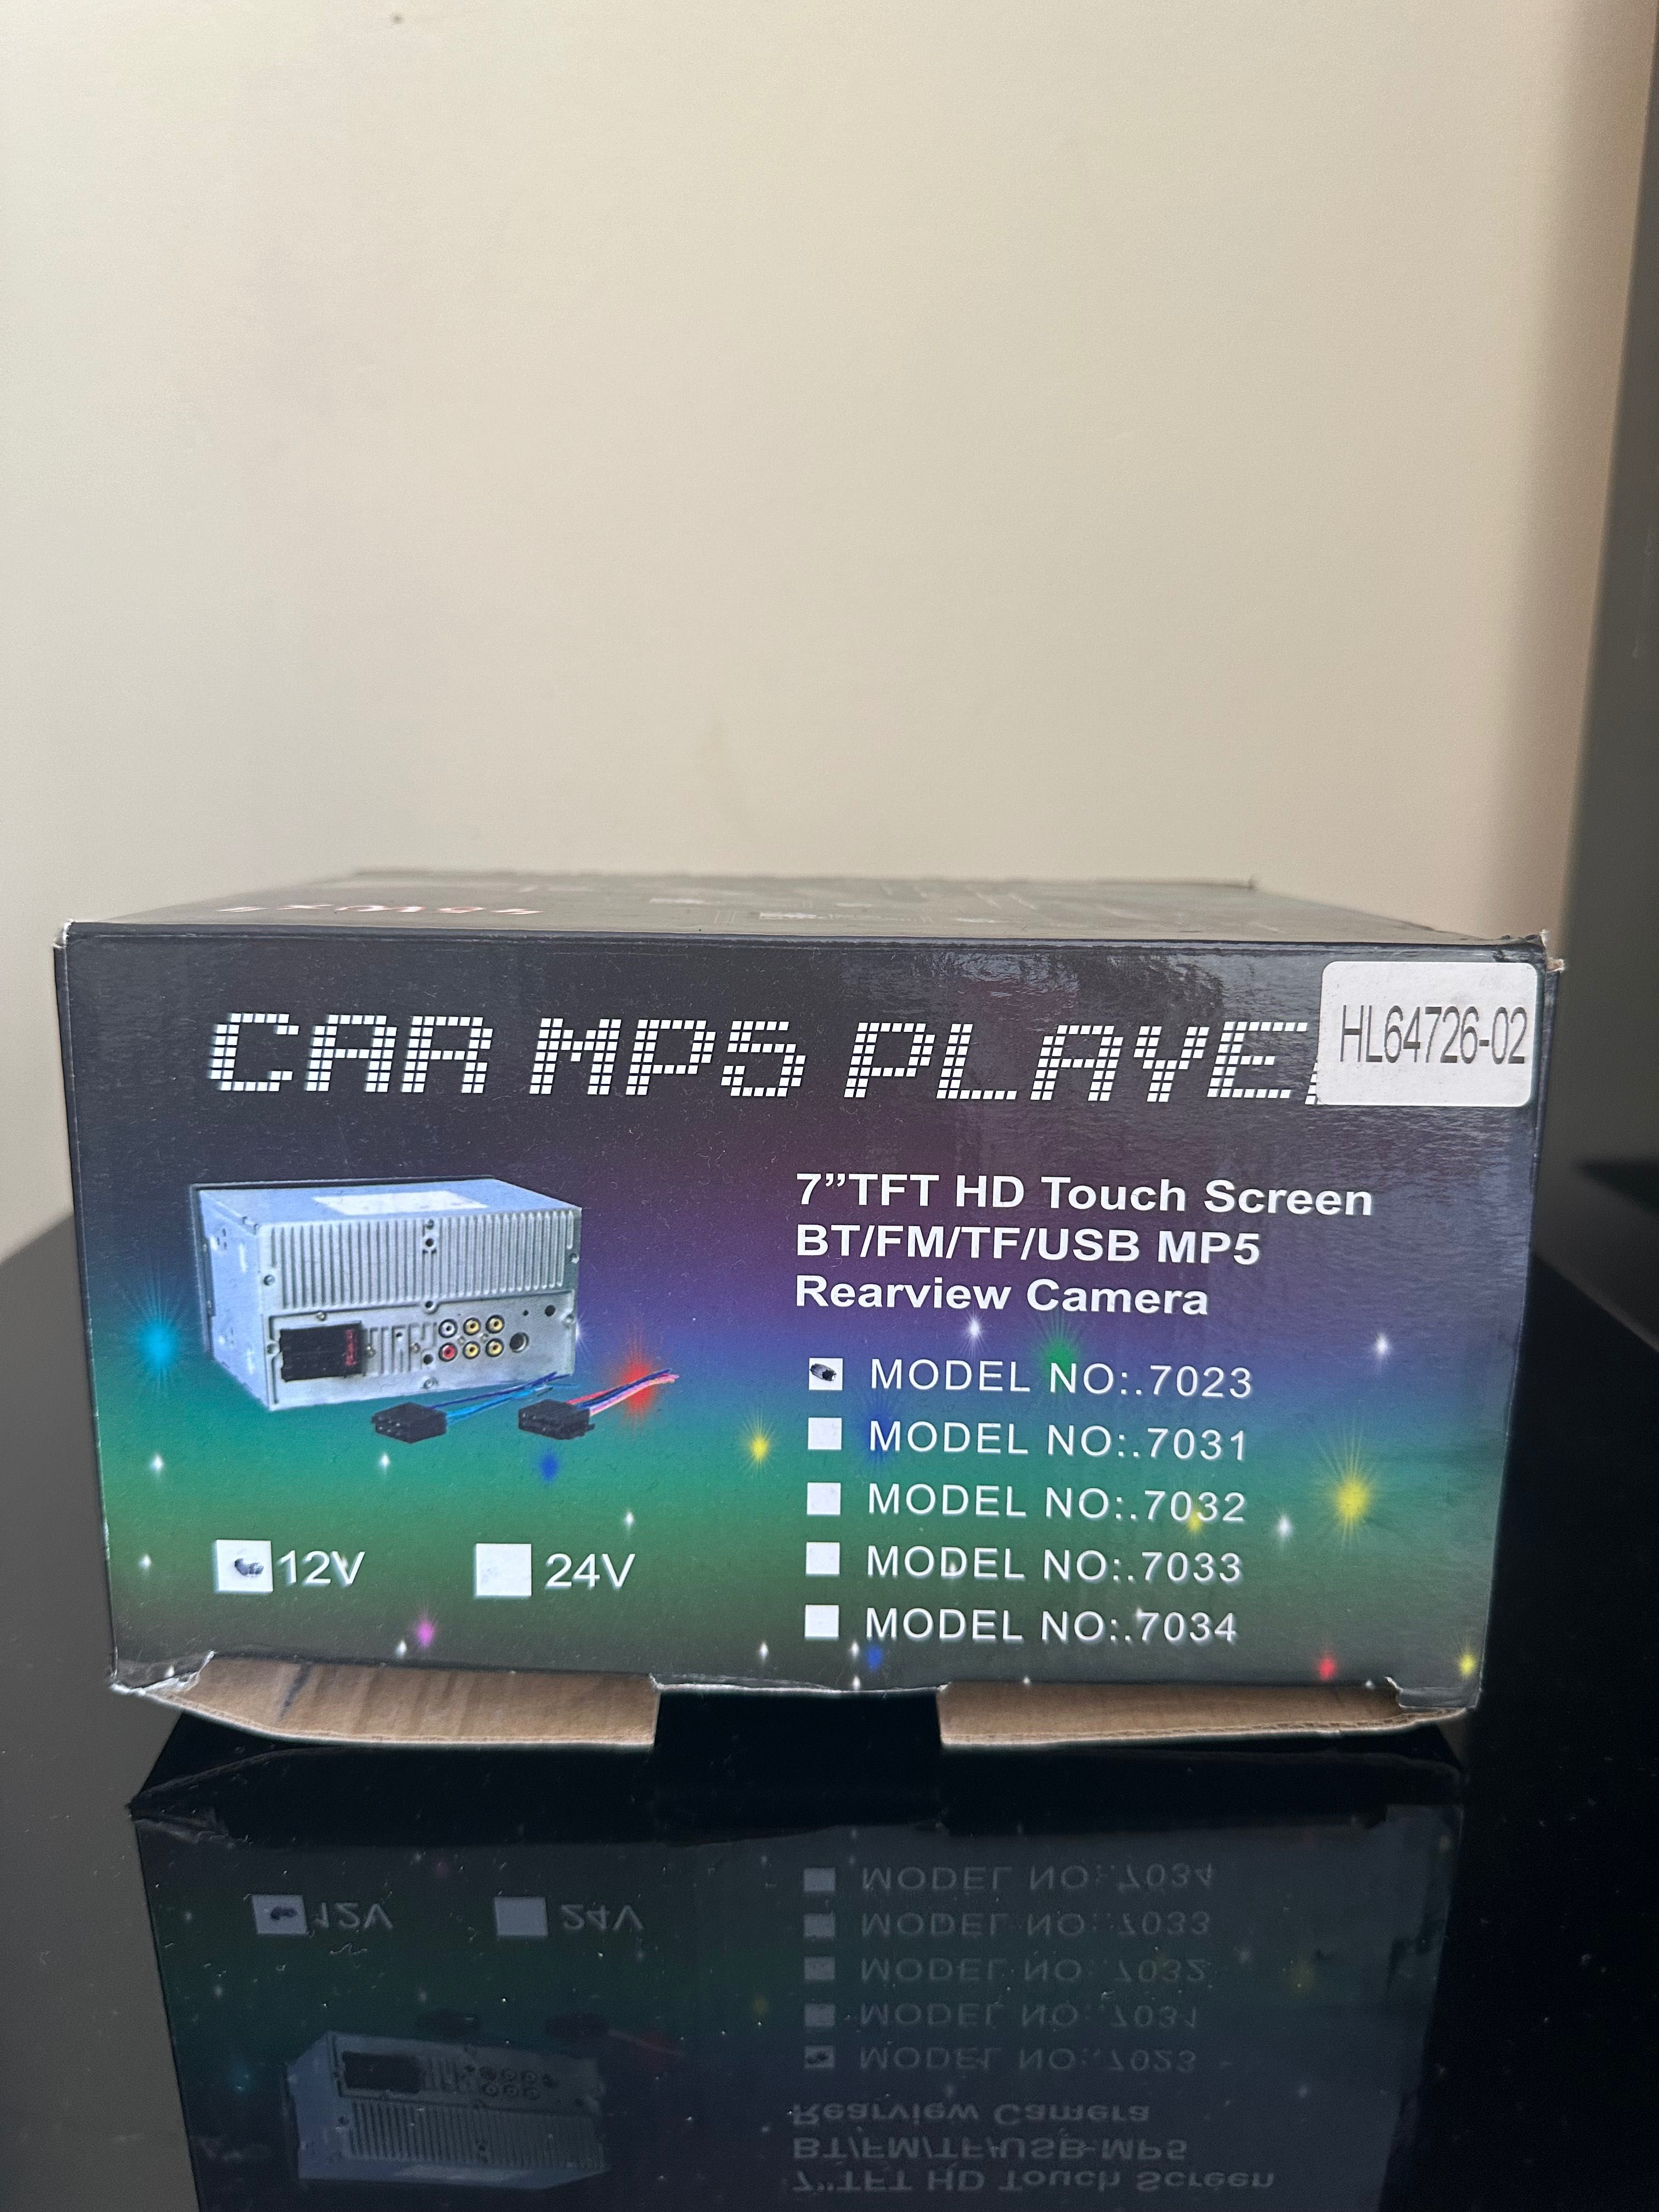 CAR MP5 PLAYE
HL64726-02
7”TFT HD Touch Screen
BT/FM/TF/USB MP5
Rearview Camera
MODEL NO:.7023
MODEL NO:.7031
MODEL NO:.7032
MODEL NO:.7033
MODEL NO:.7034
12V 24V